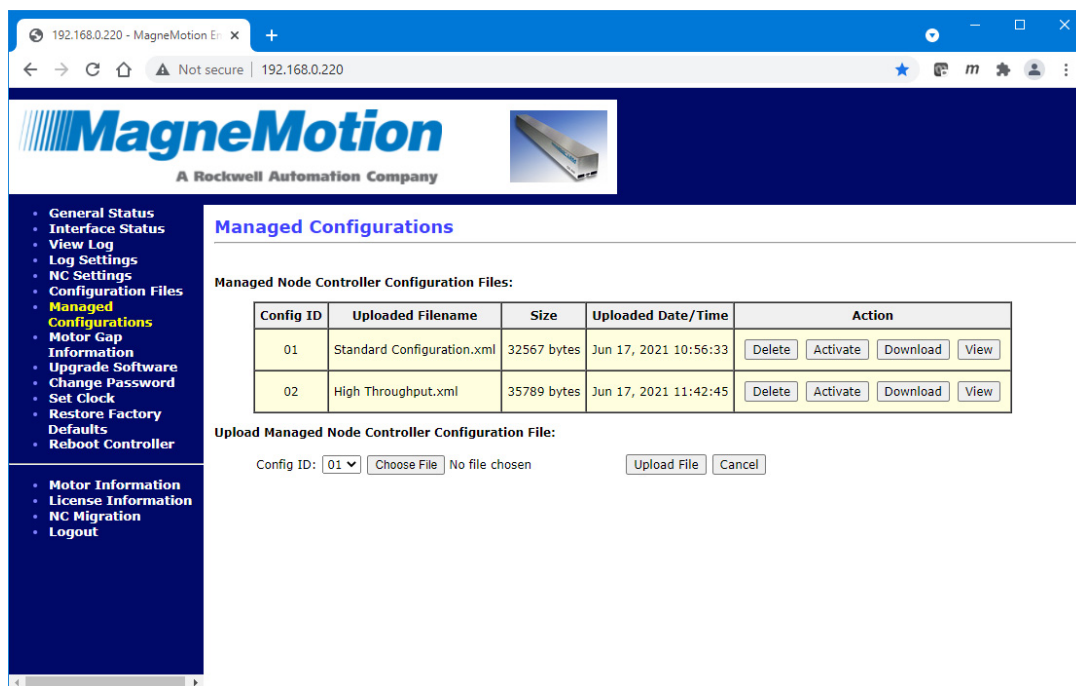 192.168.0.220 - MagneMotion En
Not secure 192.168.0.220
m
MagneMotion
A Rockwell Automation Company
General Status
Interface Status
View Log
Log Settings
NC Settings
Configuration Files
Managed
Configurations
Motor Gap
Information
Upgrade Software
Change Password
Set Clock
Restore Factory
Defaults
Reboot Controller
Motor Information
License Information
NC Migration
Logout
Managed Configurations
Managed Node Controller Configuration Files:
Config ID Uploaded Filename Size Uploaded Date/Time Action
01 Standard Configuration.xml 32567 bytes Jun 17, 2021 10:56:33 Delete Activate Download View
02 High Throughput.xml 35789 bytes Jun 17, 2021 11:42:45 Delete Activate Download View
Upload Managed Node Controller Configuration File:
Config ID: 01 Choose File No file chosen Upload File Cancel